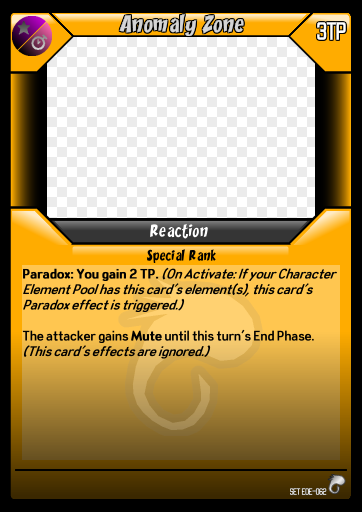 Anomaly Zone
3TP
Reaction
Special Rank
Paradox: You gain 2 TP. (On Activate: If your Character
Element Pool has this card's element(s), this card's
Paradox effect is triggered.)
The attacker gains Mute until this turn's End Phase.
(This card's effects are ignored.)
SET EOE-062